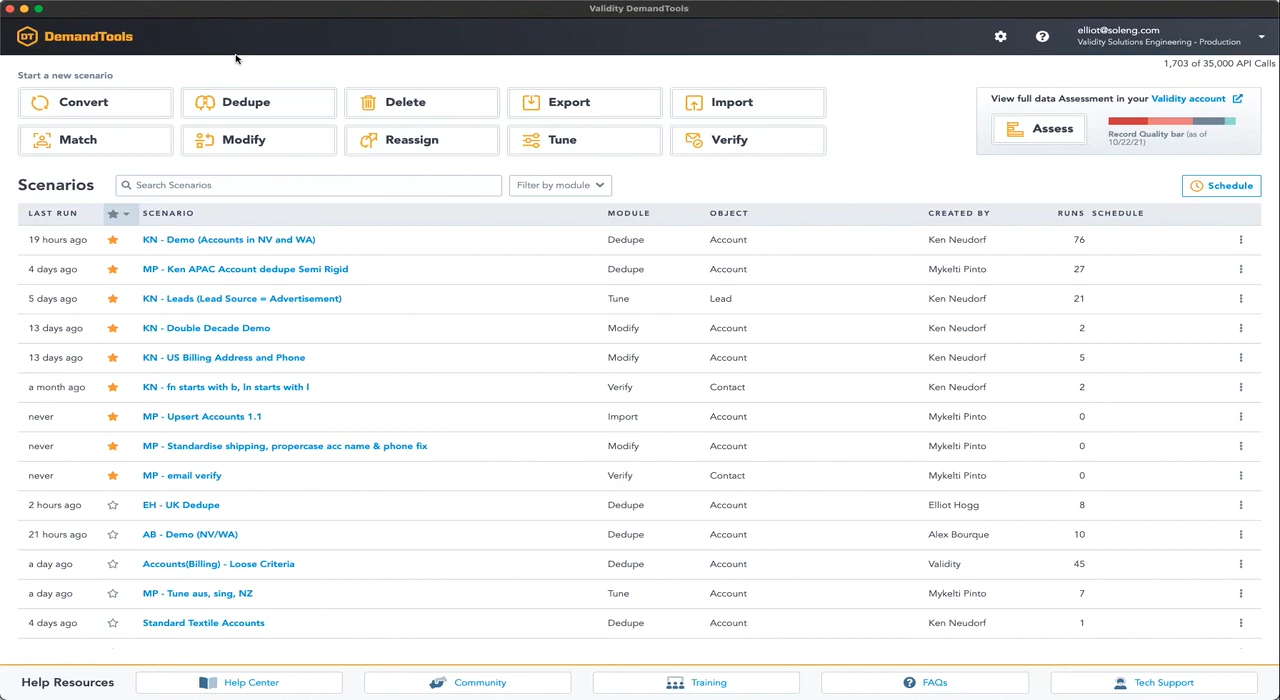 Validity DemandTools
DT DemandTools
elliot@soleng.com
Validity Solutions Engineering - Production
1,703 of 35,000 API Calls
Start a new scenario
Convert Dedupe Delete Export Import
Match Modify Reassign Tune Verify
View full data Assessment in your Validity account
Assess
Record Quality bar (as of
10/22/21)
Scenarios Search Scenarios Filter by module Schedule
LAST RUN SCENARIO MODULE OBJECT CREATED BY RUNS SCHEDULE
19 hours ago KN - Demo (Accounts in NV and WA) Dedupe Account Ken Neudorf 76
4 days ago MP - Ken APAC Account dedupe Semi Rigid Dedupe Account Mykelti Pinto 27
5 days ago KN - Leads (Lead Source = Advertisement) Tune Lead Ken Neudorf 21
13 days ago KN - Double Decade Demo Modify Account Ken Neudorf 2
13 days ago KN - US Billing Address and Phone Modify Account Ken Neudorf 5
a month ago KN - fn starts with b, ln starts with l Verify Contact Ken Neudorf 2
never MP - Upsert Accounts 1.1 Import Account Mykelti Pinto 0
never MP - Standardise shipping, propercase acc name & phone fix Modify Account Mykelti Pinto 0
never MP - email verify Verify Contact Mykelti Pinto 0
2 hours ago EH - UK Dedupe Dedupe Account Elliot Hogg 8
21 hours ago AB - Demo (NV/WA) Dedupe Account Alex Bourque 10
a day ago Accounts(Billing) - Loose Criteria Dedupe Account Validity 45
a day ago MP - Tune aus, sing, NZ Tune Account Mykelti Pinto 7
4 days ago Standard Textile Accounts Dedupe Account Ken Neudorf 1
Help Resources Help Center Community Training FAQs Tech Support